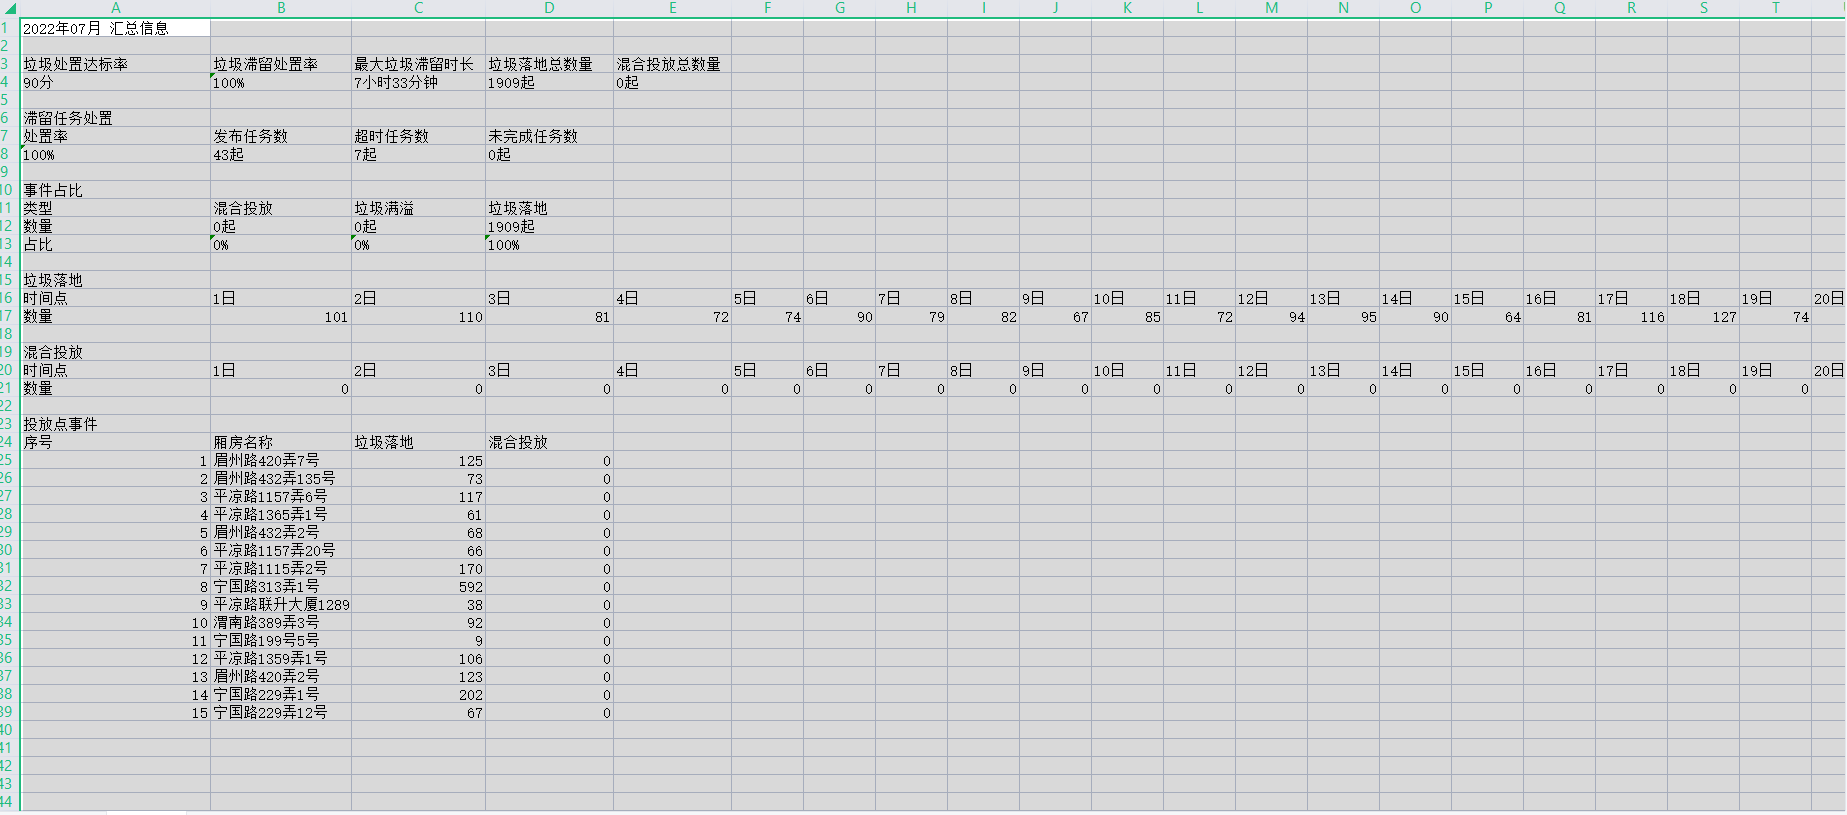 A B C D E F G H I J K L M N O P Q R S T
1 2022年07月 汇总信息
2
3 垃圾处置达标率 垃圾滞留处置率 最大垃圾滞留时长 垃圾落地总数量 混合投放总数量
4 90分 100% 7小时33分钟 1909起 0起
5
6 滞留任务处置
7 处置率 发布任务数 超时任务数 未完成任务数
8 100% 43起 7起 0起
9
10 事件占比
11 类型 混合投放 垃圾满溢 垃圾落地
12 数量 0起 0起 1909起
13 占比 0% 0% 100%
14
15 垃圾落地
16 时间点 1日 2日 3日 4日 5日 6日 7日 8日 9日 10日 11日 12日 13日 14日 15日 16日 17日 18日 19日 20日
17 数量 101 110 81 72 74 90 79 82 67 85 72 94 95 90 64 81 116 127 74
18
19 混合投放
20 时间点 1日 2日 3日 4日 5日 6日 7日 8日 9日 10日 11日 12日 13日 14日 15日 16日 17日 18日 19日 20日
21 数量 0 0 0 0 0 0 0 0 0 0 0 0 0 0 0 0 0 0 0
22
23 投放点事件
24 序号 厢房名称 垃圾落地 混合投放
25 1 眉州路420弄7号 125 0
26 2 眉州路432弄135号 73 0
27 3 平凉路1157弄6号 117 0
28 4 平凉路1365弄1号 61 0
29 5 眉州路432弄2号 68 0
30 6 平凉路1157弄20号 66 0
31 7 平凉路1115弄2号 170 0
32 8 宁国路313弄1号 592 0
33 9 平凉路联升大厦1289 38 0
34 10 渭南路389弄3号 92 0
35 11 宁国路199号5号 9 0
36 12 平凉路1359弄1号 106 0
37 13 眉州路420弄2号 123 0
38 14 宁国路229弄1号 202 0
39 15 宁国路229弄12号 67 0
40
41
42
43
44